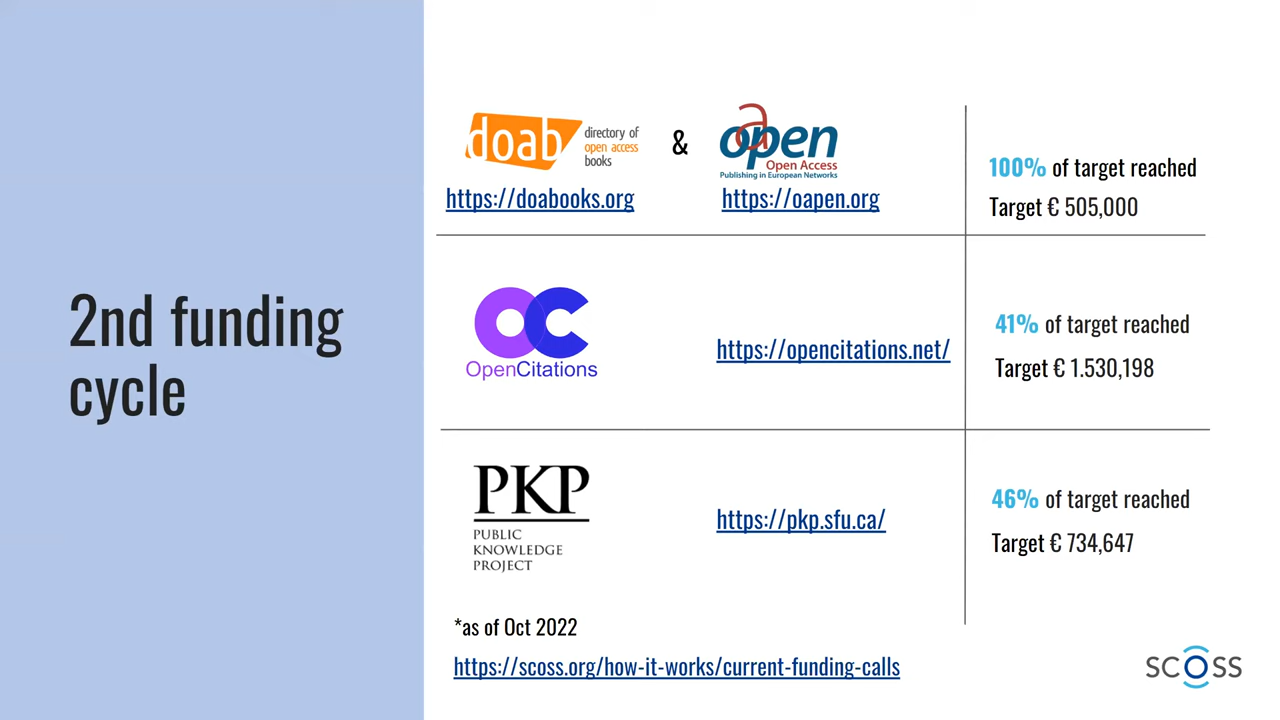 2nd funding
cycle
doab
directory of
open access
books
&
oapen
Open Access
Publishing in European Networks
https://doabooks.org
https://oapen.org
100% of target reached
Target € 505,000
OC
OpenCitations
https://opencitations.net/
41% of target reached
Target € 1.530,198
PKP
PUBLIC
KNOWLEDGE
PROJECT
https://pkp.sfu.ca/
46% of target reached
Target € 734,647
*as of Oct 2022
https://scoss.org/how-it-works/current-funding-calls
SCOSS